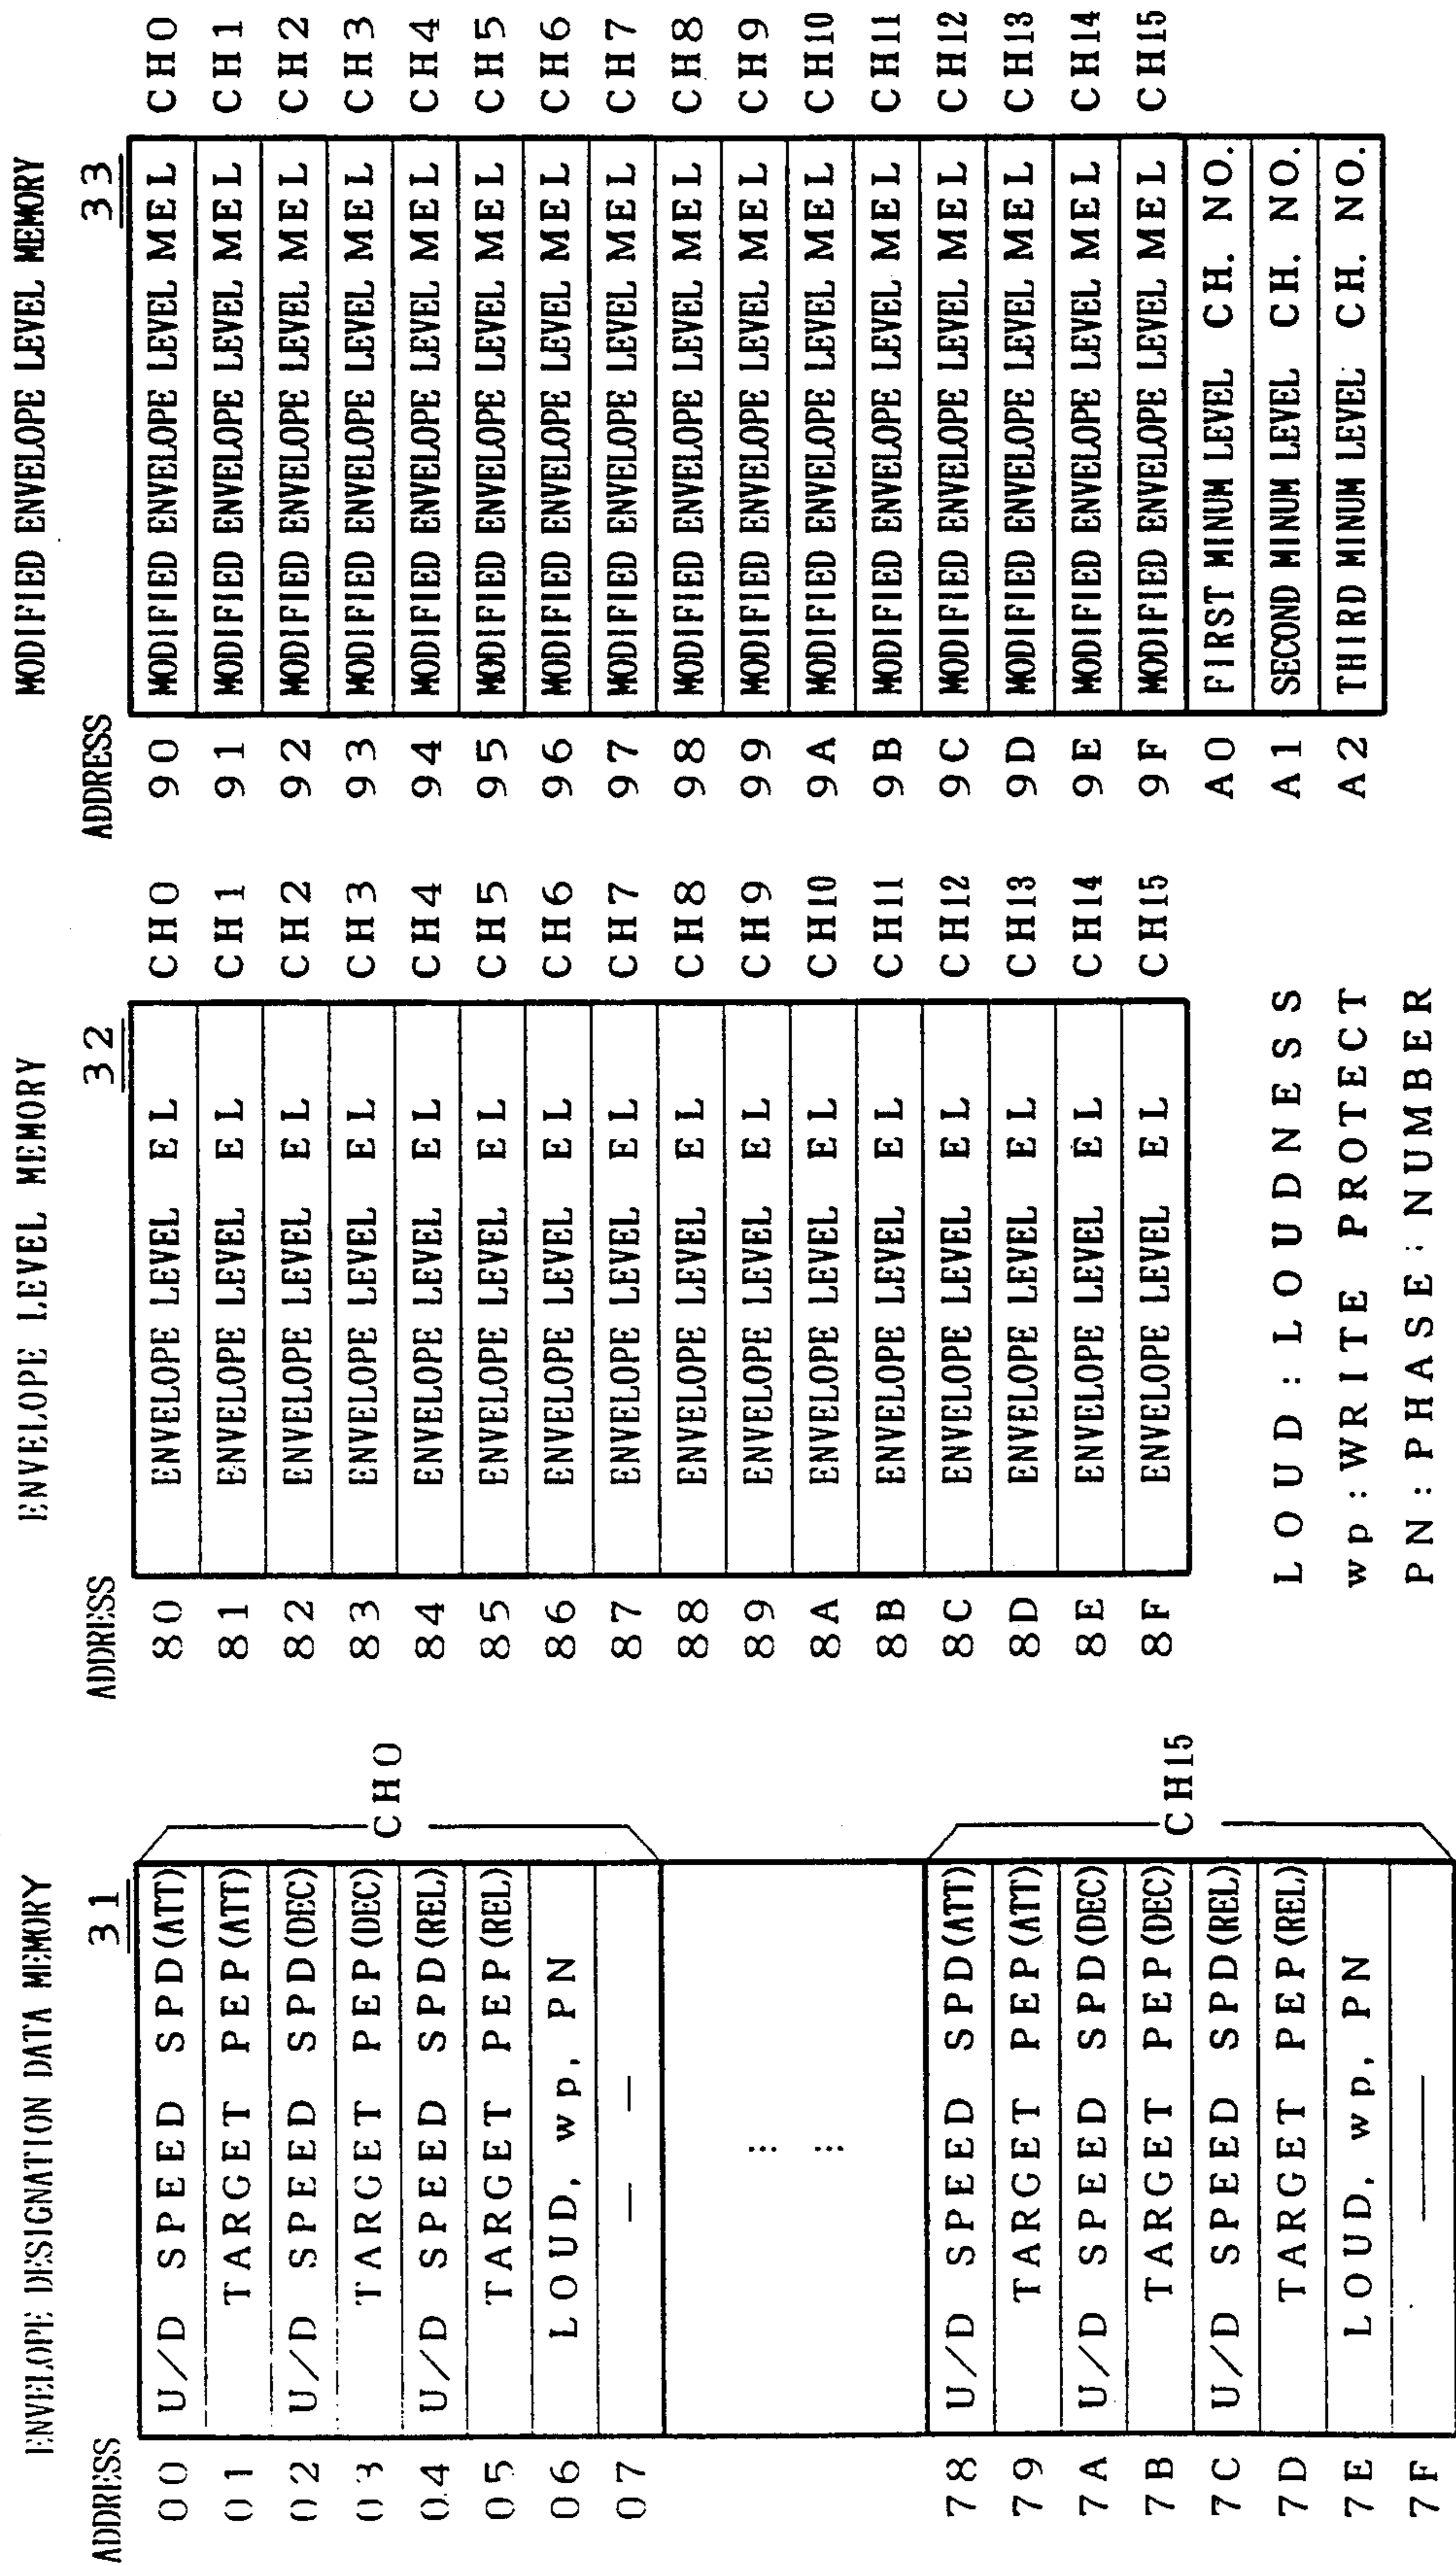 ENVELOPE DESIGNATION DATA MEMORY
ADDRESS 31
00 U/D SPEED SPD(ATT)
01 TARGET PEP(ATT)
02 U/D SPEED SPD(DEC)
03 TARGET PEP(DEC)
04 U/D SPEED SPD(REL)
05 TARGET PEP(REL)
06 LOUD, wp, PN
07 — —
CH0
⋮ ⋮
78 U/D SPEED SPD(ATT)
79 TARGET PEP(ATT)
7A U/D SPEED SPD(DEC)
7B TARGET PEP(DEC)
7C U/D SPEED SPD(REL)
7D TARGET PEP(REL)
7E LOUD, wp, PN
7F ———
CH15
ENVELOPE LEVEL MEMORY
ADDRESS 32
80 ENVELOPE LEVEL EL CH0
81 ENVELOPE LEVEL EL CH1
82 ENVELOPE LEVEL EL CH2
83 ENVELOPE LEVEL EL CH3
84 ENVELOPE LEVEL EL CH4
85 ENVELOPE LEVEL EL CH5
86 ENVELOPE LEVEL EL CH6
87 ENVELOPE LEVEL EL CH7
88 ENVELOPE LEVEL EL CH8
89 ENVELOPE LEVEL EL CH9
8A ENVELOPE LEVEL EL CH10
8B ENVELOPE LEVEL EL CH11
8C ENVELOPE LEVEL EL CH12
8D ENVELOPE LEVEL EL CH13
8E ENVELOPE LEVEL EL CH14
8F ENVELOPE LEVEL EL CH15
LOUD : LOUDNESS
wp : WRITE PROTECT
PN : PHASE : NUMBER
MODIFIED ENVELOPE LEVEL MEMORY
ADDRESS 33
90 MODIFIED ENVELOPE LEVEL MEL CH0
91 MODIFIED ENVELOPE LEVEL MEL CH1
92 MODIFIED ENVELOPE LEVEL MEL CH2
93 MODIFIED ENVELOPE LEVEL MEL CH3
94 MODIFIED ENVELOPE LEVEL MEL CH4
95 MODIFIED ENVELOPE LEVEL MEL CH5
96 MODIFIED ENVELOPE LEVEL MEL CH6
97 MODIFIED ENVELOPE LEVEL MEL CH7
98 MODIFIED ENVELOPE LEVEL MEL CH8
99 MODIFIED ENVELOPE LEVEL MEL CH9
9A MODIFIED ENVELOPE LEVEL MEL CH10
9B MODIFIED ENVELOPE LEVEL MEL CH11
9C MODIFIED ENVELOPE LEVEL MEL CH12
9D MODIFIED ENVELOPE LEVEL MEL CH13
9E MODIFIED ENVELOPE LEVEL MEL CH14
9F MODIFIED ENVELOPE LEVEL MEL CH15
A0 FIRST MINUM LEVEL CH. NO.
A1 SECOND MINUM LEVEL CH. NO.
A2 THIRD MINUM LEVEL CH. NO.